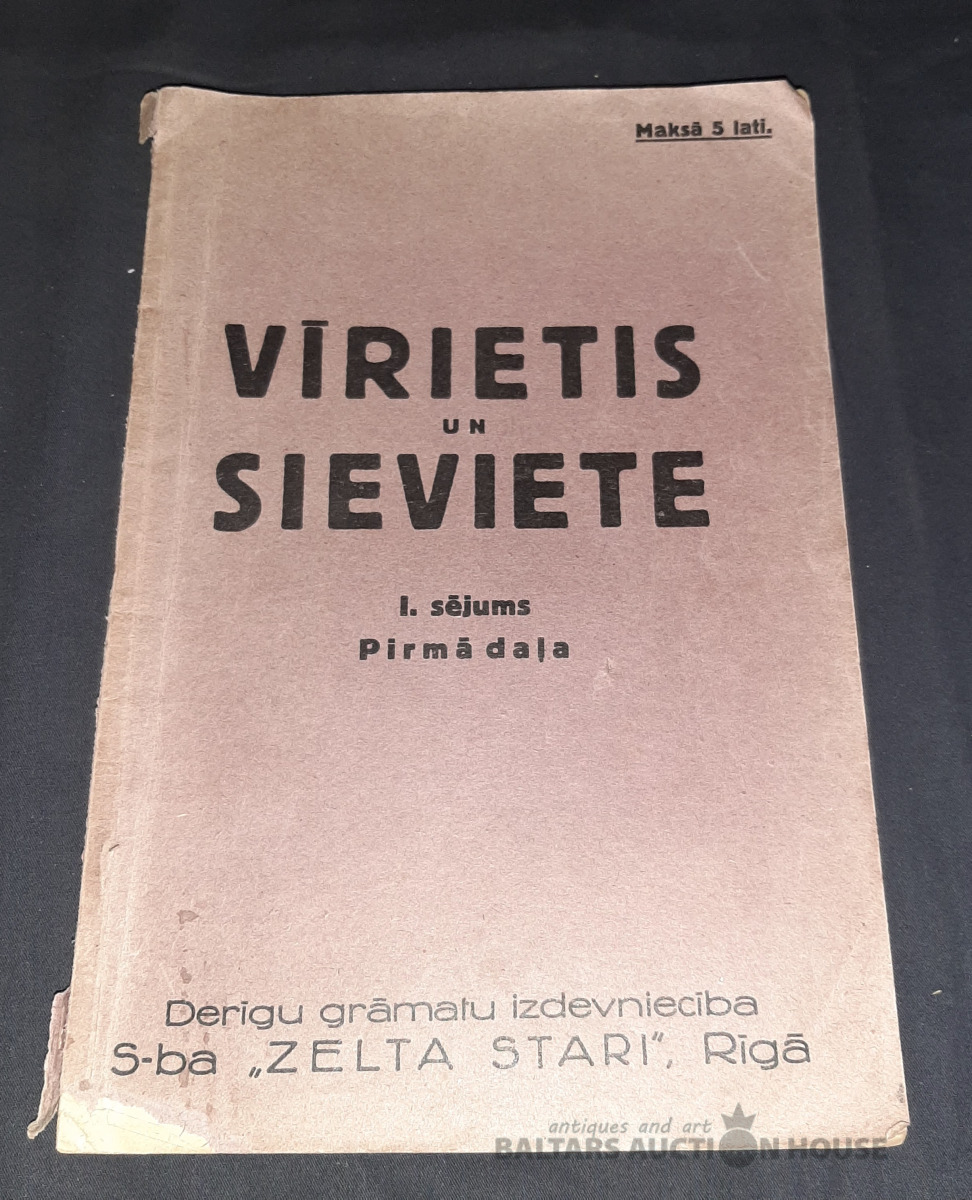 Maksā 5 lati.
VĪRIETIS
UN
SIEVIETE
I. sējums
Pirmā daļa
Derīgu grāmatu izdevniecība
S-ba „ZELTA STARI”, Rīgā
antiques and art
BALTARS AUCTION HOUSE